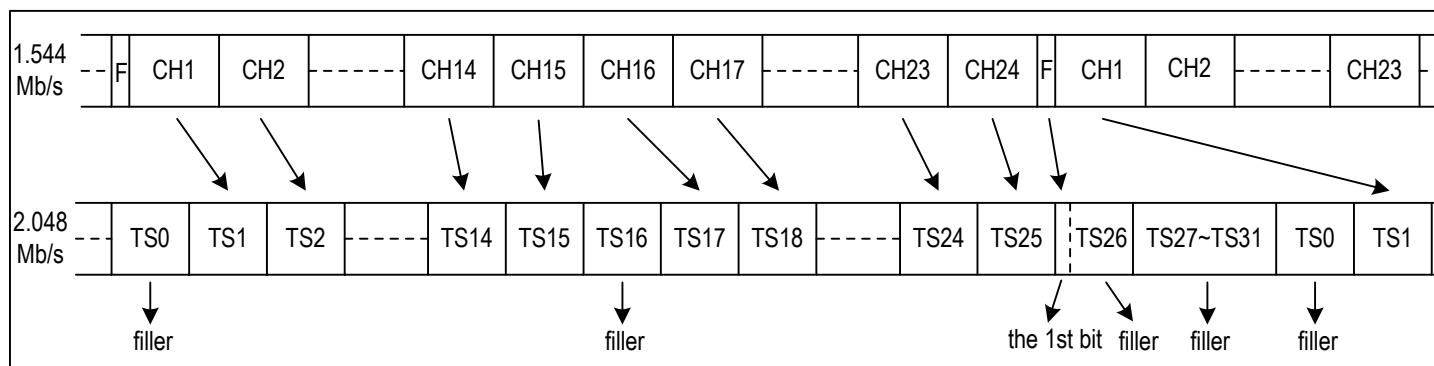 1.544
Mb/s
F CH1 CH2 CH14 CH15 CH16 CH17 CH23 CH24 F CH1 CH2 CH23
2.048
Mb/s
TS0 TS1 TS2 TS14 TS15 TS16 TS17 TS18 TS24 TS25 TS26 TS27~TS31 TS0 TS1
filler filler the 1st bit filler filler filler